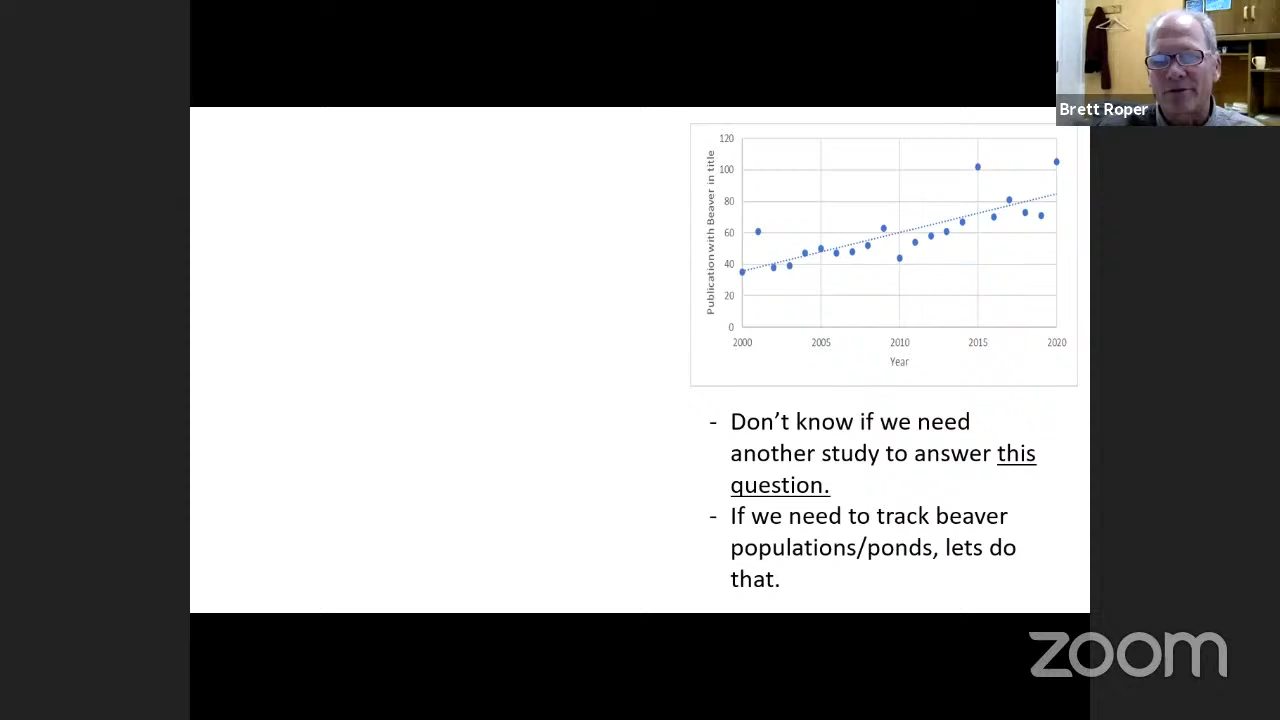 Brett Roper
Publication with Beaver in title
120
100
80
60
40
20
0
2000 2005 2010 2015 2020
Year
- Don’t know if we need
another study to answer this
question.
- If we need to track beaver
populations/ponds, lets do
that.
zoom